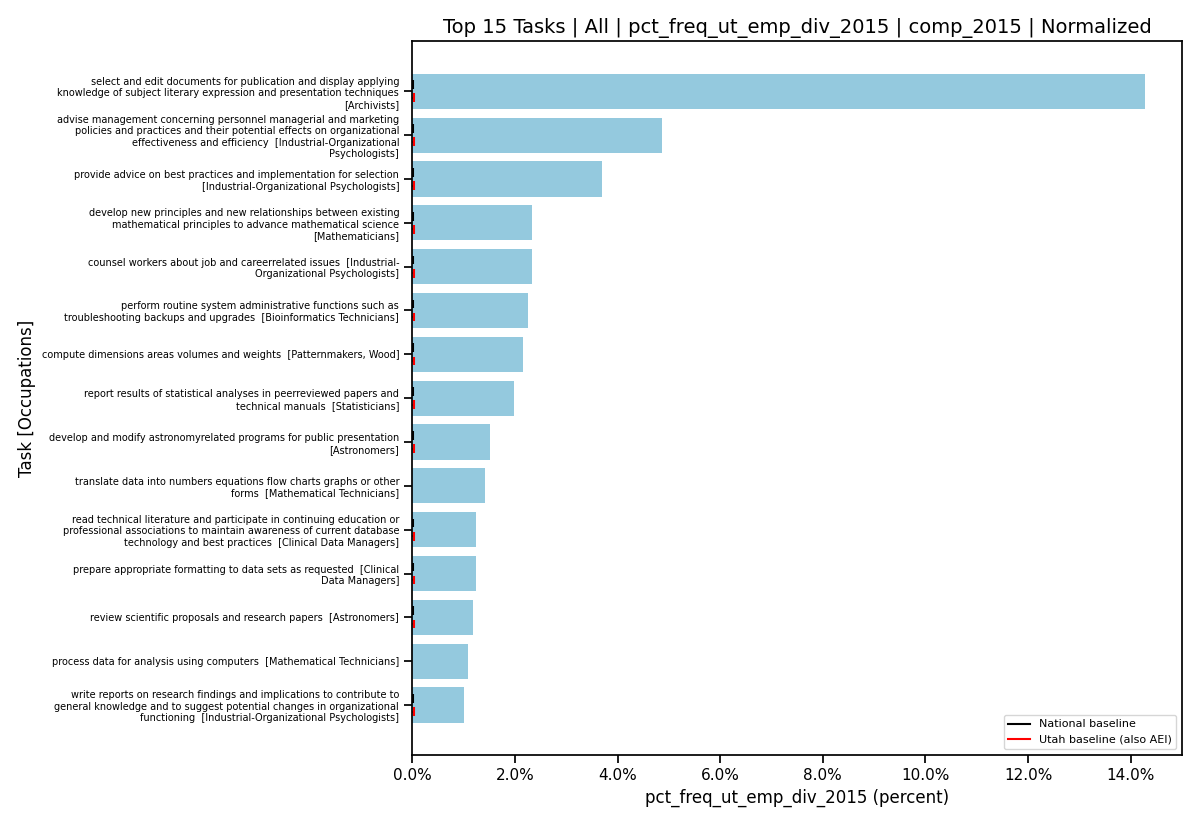 Top 15 Tasks | All | pct_freq_ut_emp_div_2015 | comp_2015 | Normalized
Task [Occupations]
select and edit documents for publication and display applying
knowledge of subject literary expression and presentation techniques
[Archivists]
advise management concerning personnel managerial and marketing
policies and practices and their potential effects on organizational
effectiveness and efficiency  [Industrial-Organizational
Psychologists]
provide advice on best practices and implementation for selection
[Industrial-Organizational Psychologists]
develop new principles and new relationships between existing
mathematical principles to advance mathematical science
[Mathematicians]
counsel workers about job and careerrelated issues  [Industrial-
Organizational Psychologists]
perform routine system administrative functions such as
troubleshooting backups and upgrades  [Bioinformatics Technicians]
compute dimensions areas volumes and weights  [Patternmakers, Wood]
report results of statistical analyses in peerreviewed papers and
technical manuals  [Statisticians]
develop and modify astronomyrelated programs for public presentation
[Astronomers]
translate data into numbers equations flow charts graphs or other
forms  [Mathematical Technicians]
read technical literature and participate in continuing education or
professional associations to maintain awareness of current database
technology and best practices  [Clinical Data Managers]
prepare appropriate formatting to data sets as requested  [Clinical
Data Managers]
review scientific proposals and research papers  [Astronomers]
process data for analysis using computers  [Mathematical Technicians]
write reports on research findings and implications to contribute to
general knowledge and to suggest potential changes in organizational
functioning  [Industrial-Organizational Psychologists]
National baseline
Utah baseline (also AEI)
0.0% 2.0% 4.0% 6.0% 8.0% 10.0% 12.0% 14.0%
pct_freq_ut_emp_div_2015 (percent)